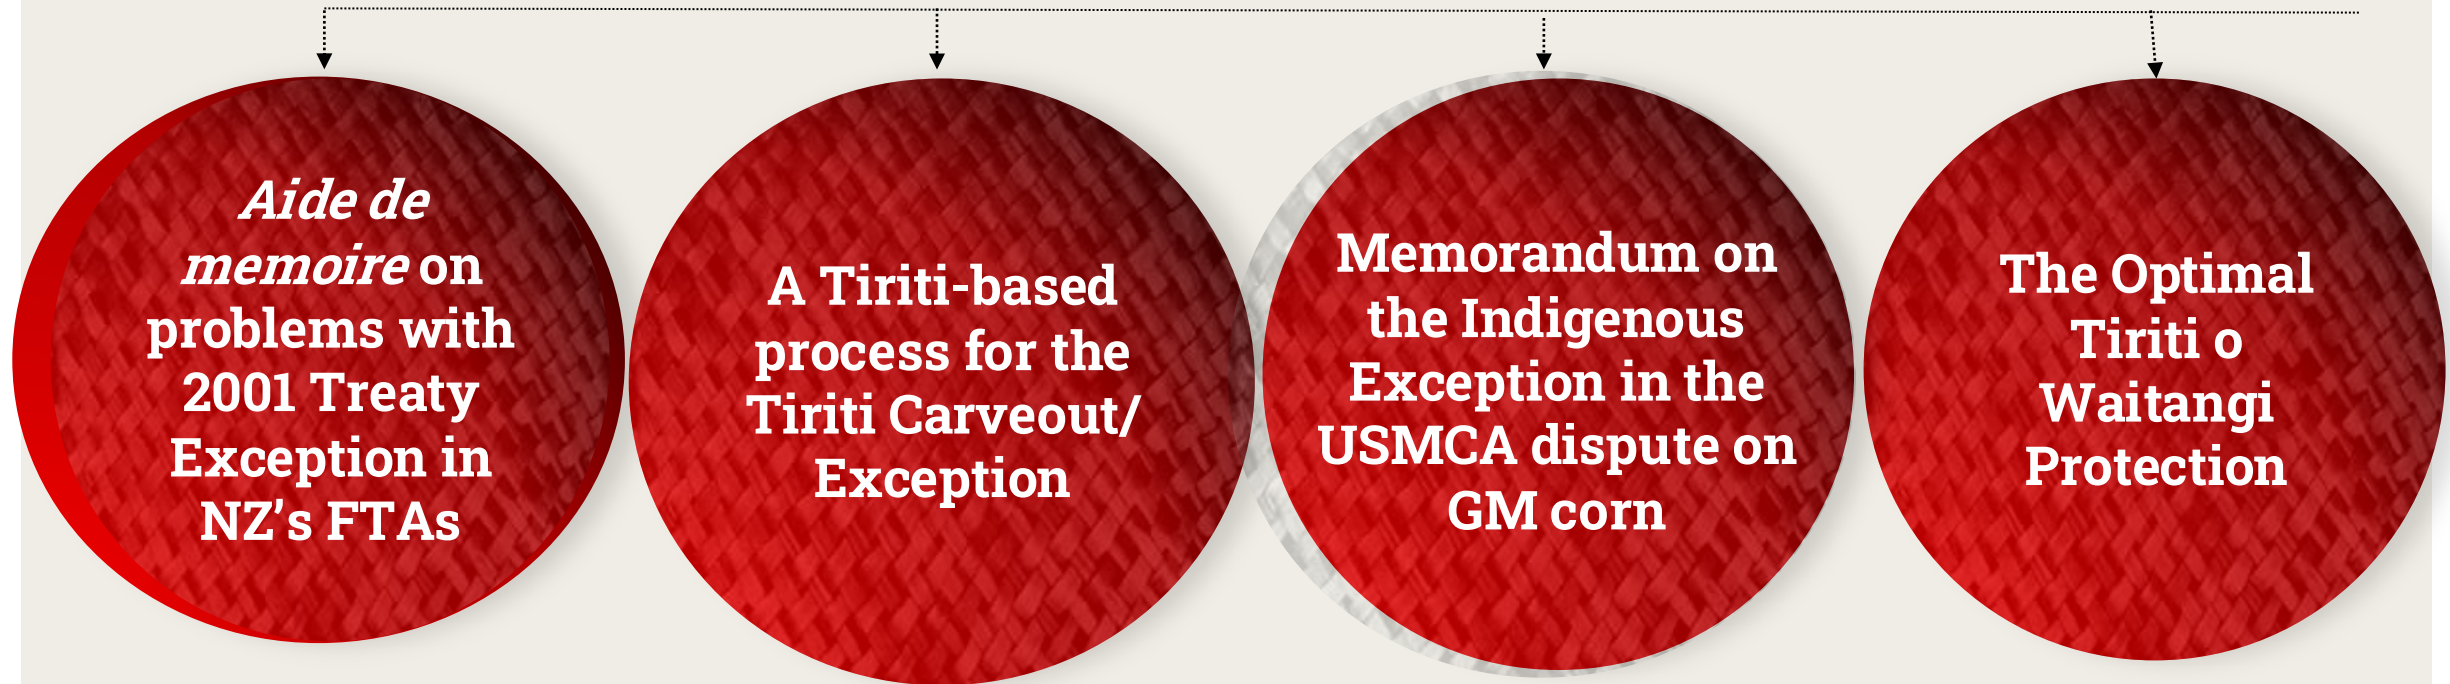 Aide de
memoire on
problems with
2001 Treaty
Exception in
NZ’s FTAs
A Tiriti-based
process for the
Tiriti Carveout/
Exception
Memorandum on
the Indigenous
Exception in the
USMCA dispute on
GM corn
The Optimal
Tiriti o
Waitangi
Protection